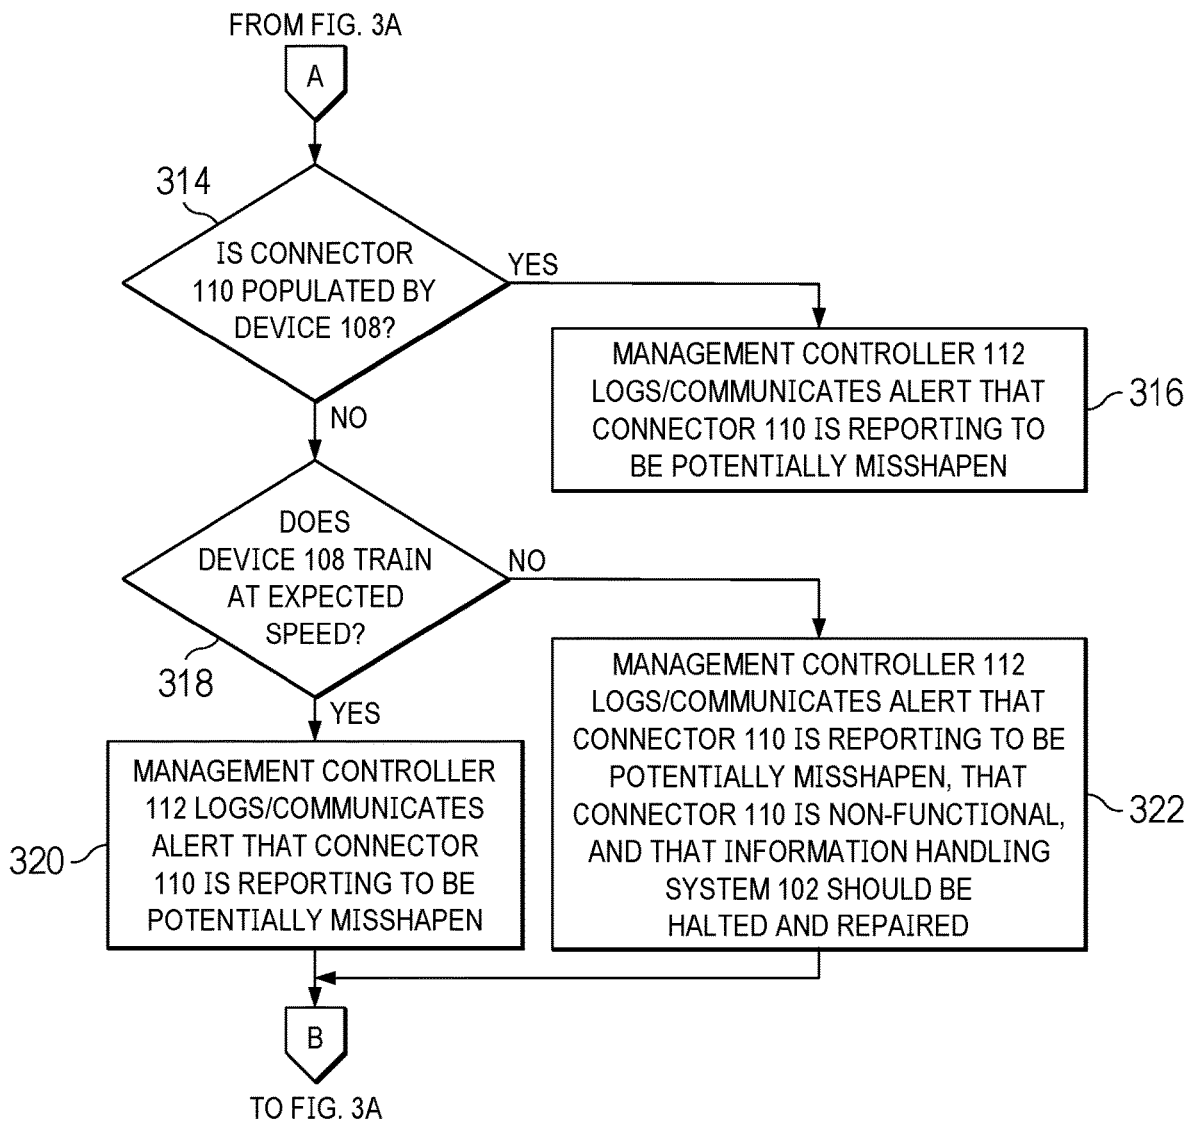 FROM FIG. 3A
A
314
IS CONNECTOR
110 POPULATED BY
DEVICE 108?
YES
MANAGEMENT CONTROLLER 112
LOGS/COMMUNICATES ALERT THAT
CONNECTOR 110 IS REPORTING TO
BE POTENTIALLY MISSHAPEN
316
NO
DOES
DEVICE 108 TRAIN
AT EXPECTED
SPEED?
318
NO
YES
MANAGEMENT CONTROLLER
112 LOGS/COMMUNICATES
ALERT THAT CONNECTOR
110 IS REPORTING TO BE
POTENTIALLY MISSHAPEN
320
MANAGEMENT CONTROLLER 112
LOGS/COMMUNICATES ALERT THAT
CONNECTOR 110 IS REPORTING TO BE
POTENTIALLY MISSHAPEN, THAT
CONNECTOR 110 IS NON-FUNCTIONAL,
AND THAT INFORMATION HANDLING
SYSTEM 102 SHOULD BE
HALTED AND REPAIRED
322
B
TO FIG. 3A